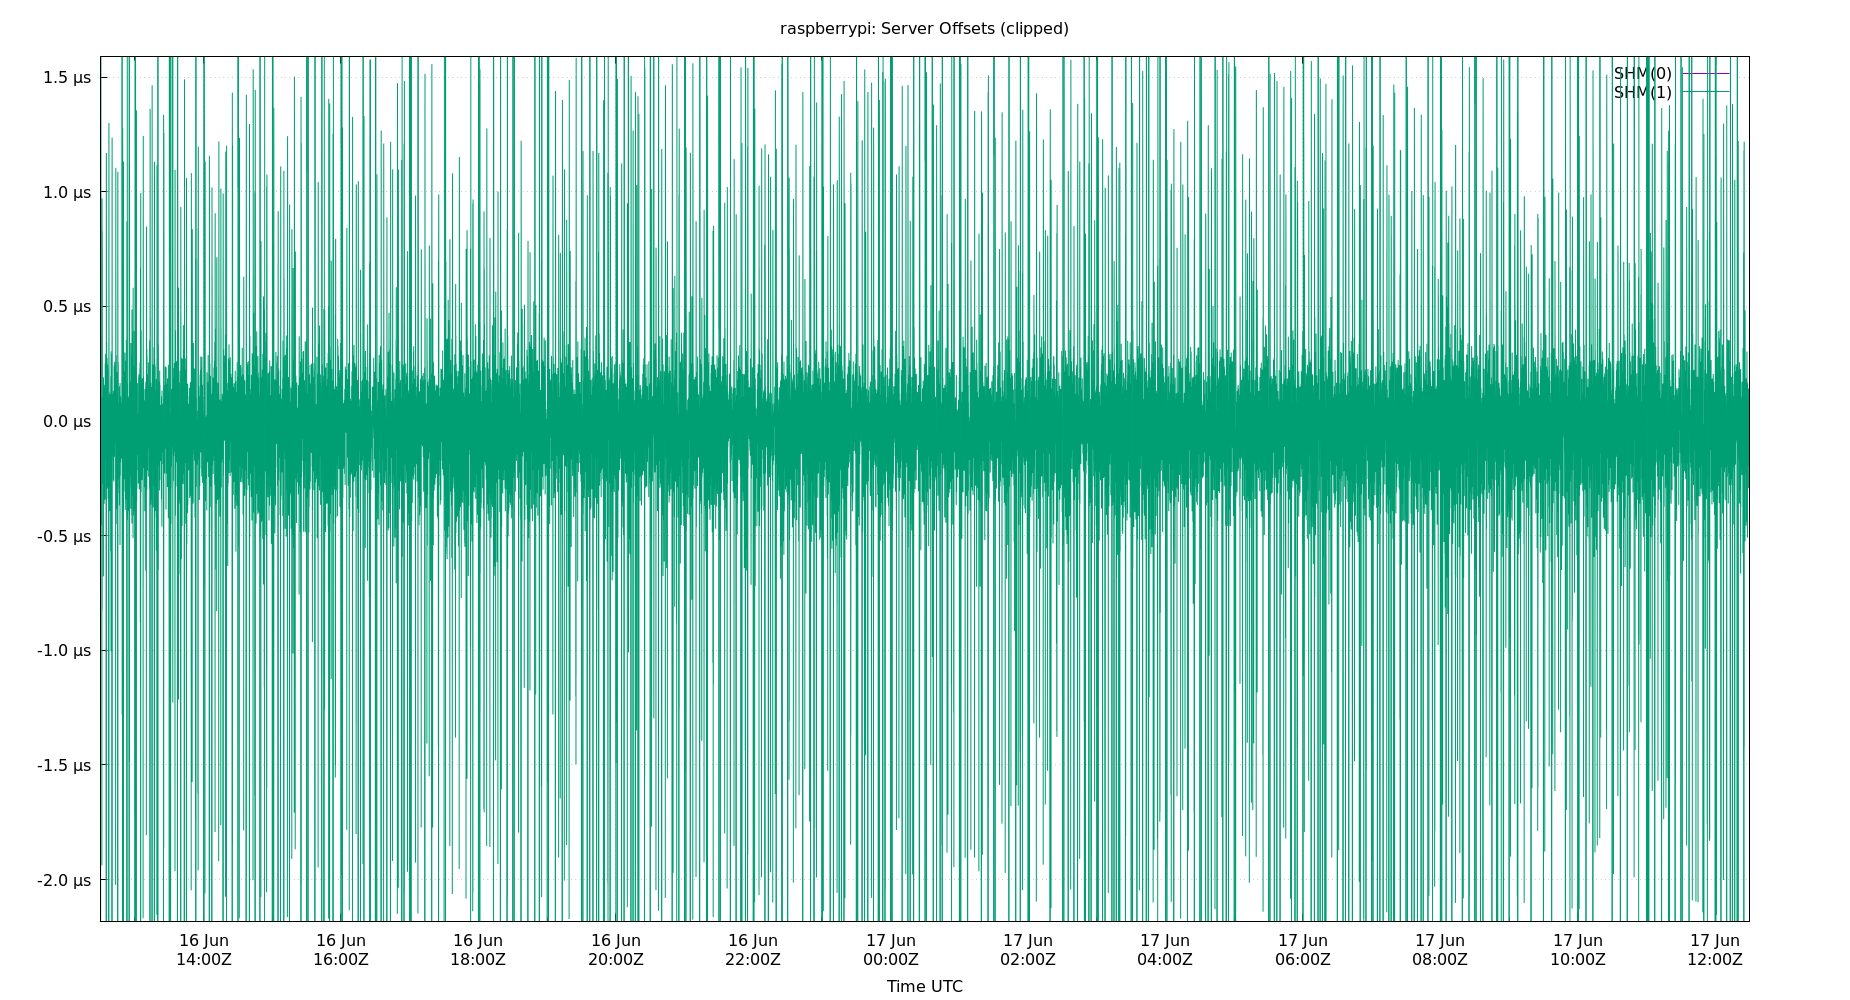 raspberrypi: Server Offsets (clipped)
SHM(0)
SHM(1)
1.5 µs
1.0 µs
0.5 µs
0.0 µs
-0.5 µs
-1.0 µs
-1.5 µs
-2.0 µs
16 Jun 16 Jun 16 Jun 16 Jun 16 Jun 17 Jun 17 Jun 17 Jun 17 Jun 17 Jun 17 Jun 17 Jun
14:00Z 16:00Z 18:00Z 20:00Z 22:00Z 00:00Z 02:00Z 04:00Z 06:00Z 08:00Z 10:00Z 12:00Z
Time UTC